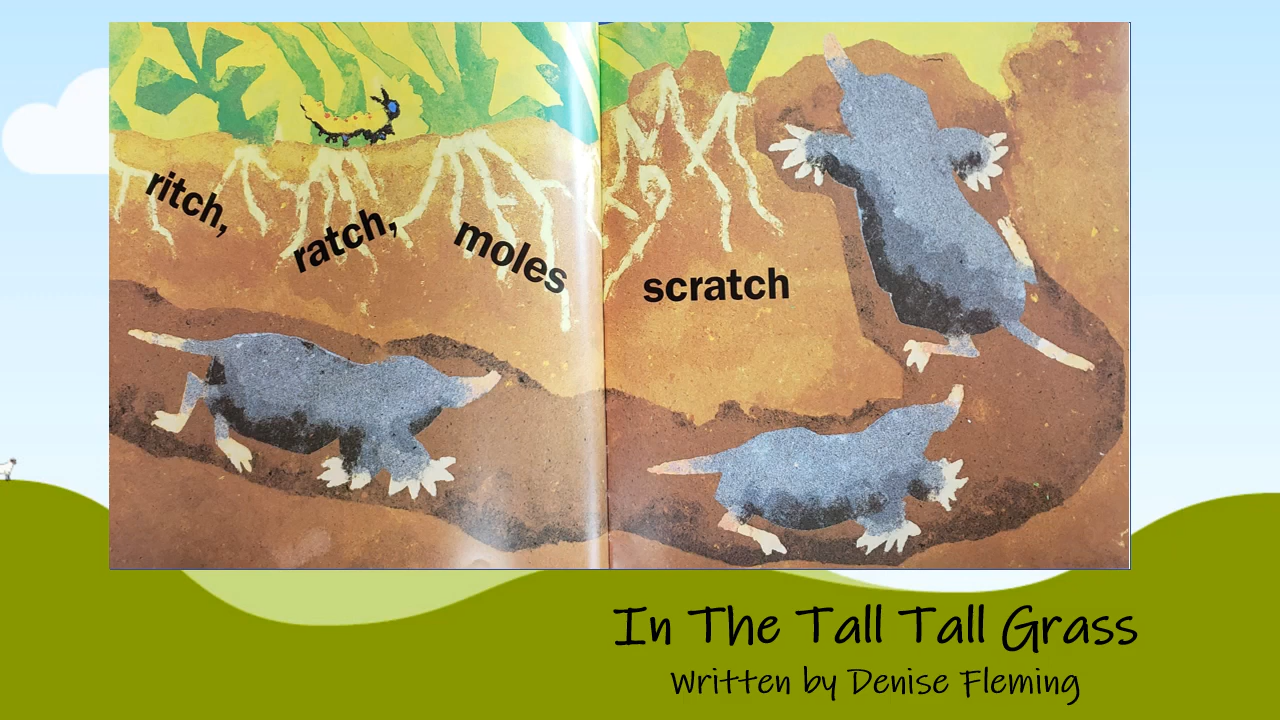 ritch,
ratch,
moles
scratch
In The Tall Tall Grass
Written by Denise Fleming